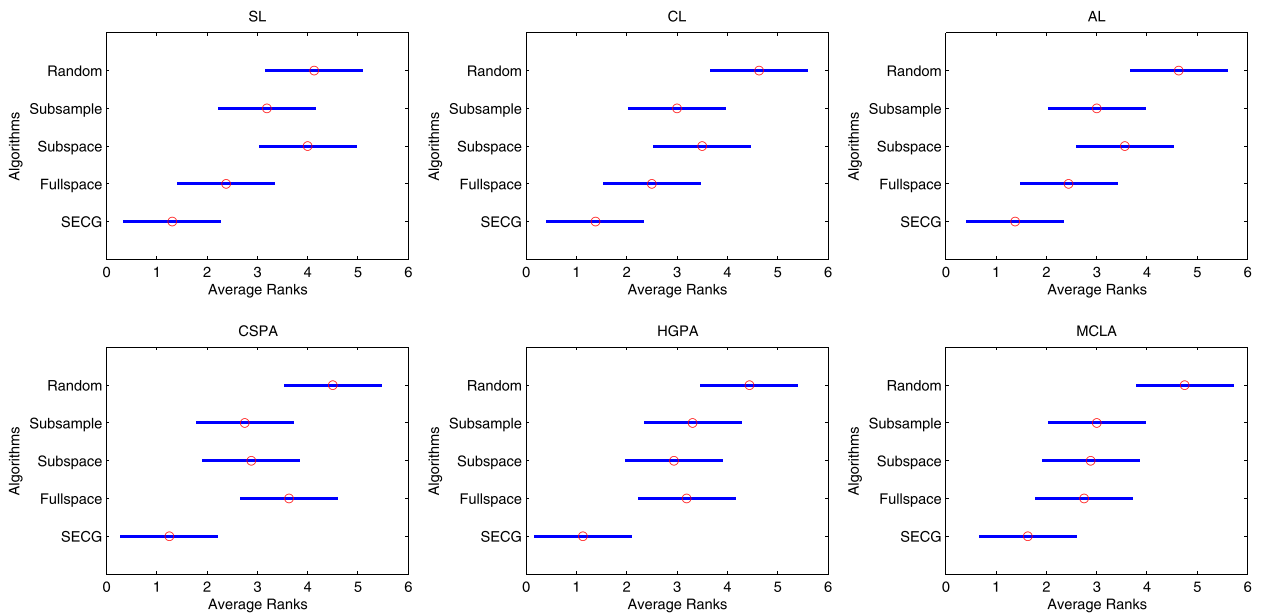 SL
Random
Subsample
Subspace
Fullspace
SECG
Algorithms
0 1 2 3 4 5 6
Average Ranks
CL
Random
Subsample
Subspace
Fullspace
SECG
Algorithms
0 1 2 3 4 5 6
Average Ranks
AL
Random
Subsample
Subspace
Fullspace
SECG
Algorithms
0 1 2 3 4 5 6
Average Ranks
CSPA
Random
Subsample
Subspace
Fullspace
SECG
Algorithms
0 1 2 3 4 5 6
Average Ranks
HGPA
Random
Subsample
Subspace
Fullspace
SECG
Algorithms
0 1 2 3 4 5 6
Average Ranks
MCLA
Random
Subsample
Subspace
Fullspace
SECG
Algorithms
0 1 2 3 4 5 6
Average Ranks